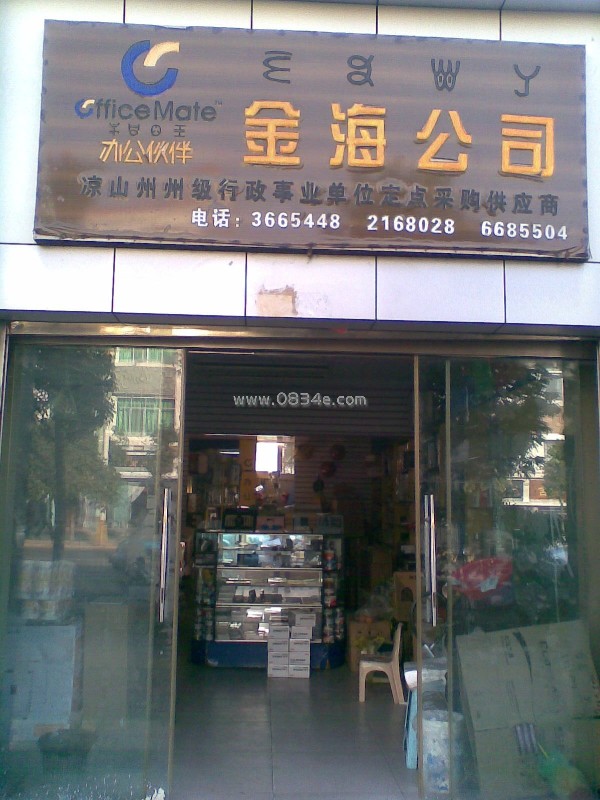 OfficeMate™
办公伙伴
金海公司
凉山州州级行政事业单位定点采购供应商
电话：3665448 2168028 6685504
www.0834e.com